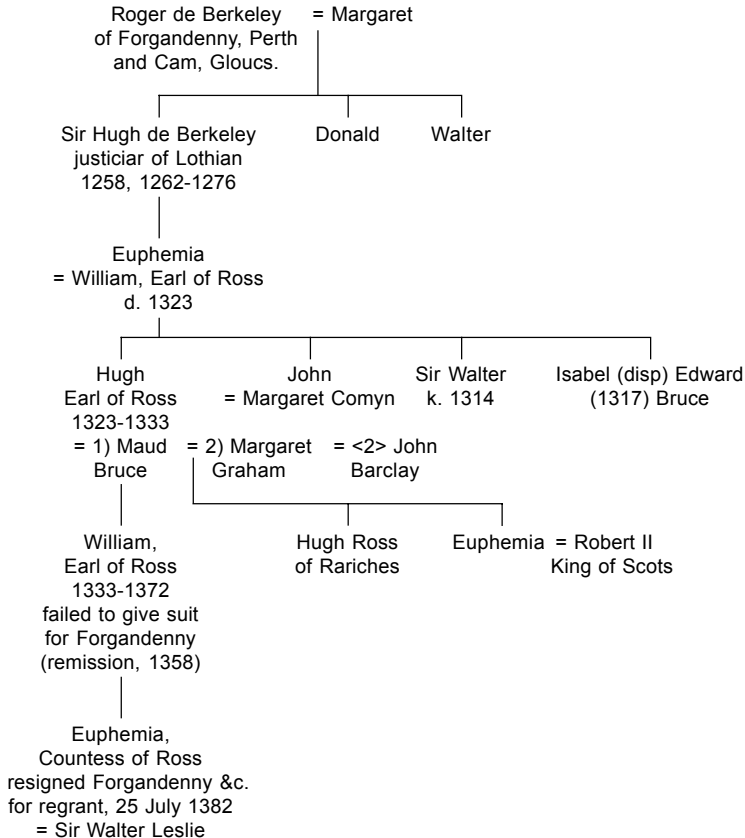 Roger de Berkeley = Margaret
of Forgandenny, Perth
and Cam, Gloucs.
Sir Hugh de Berkeley
justiciar of Lothian
1258, 1262-1276
Donald
Walter
Euphemia
= William, Earl of Ross
d. 1323
Hugh
Earl of Ross
1323-1333
= 1) Maud
Bruce
= 2) Margaret
Graham
= <2> John
Barclay
John
= Margaret Comyn
Sir Walter
k. 1314
Isabel (disp) Edward
(1317) Bruce
William,
Earl of Ross
1333-1372
failed to give suit
for Forgandenny
(remission, 1358)
Hugh Ross
of Rariches
Euphemia = Robert II
King of Scots
Euphemia,
Countess of Ross
resigned Forgandenny &c.
for regrant, 25 July 1382
= Sir Walter Leslie